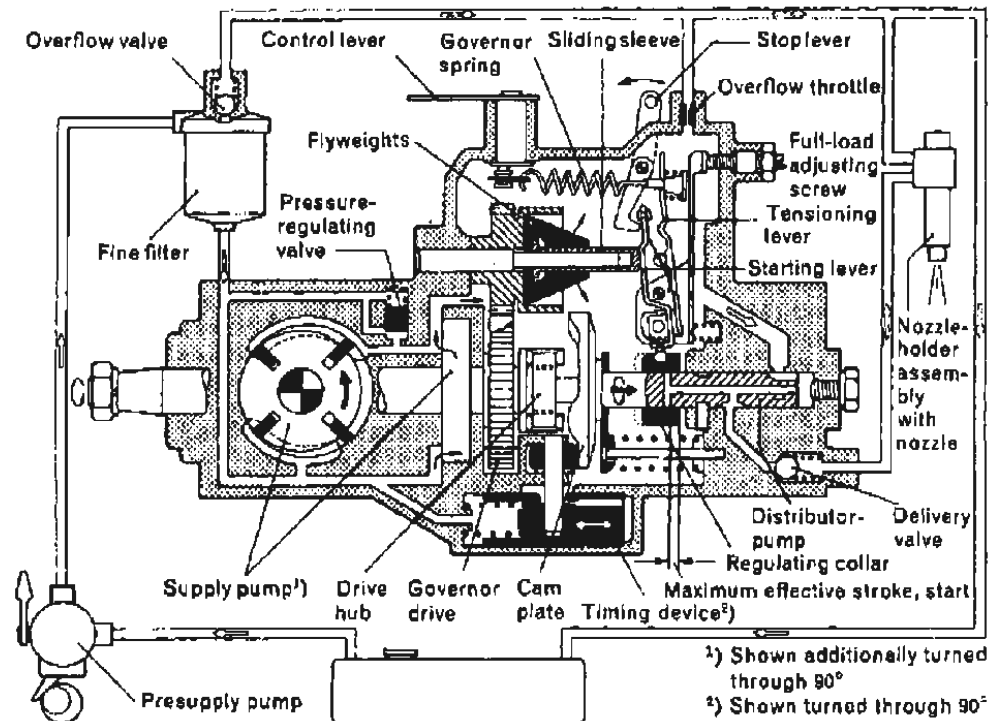 Overflow valve
Control lever
Governor
spring
Sliding sleeve
Stop lever
Overflow throttle
Flyweights
Full-load
adjusting
screw
Pressure-
regulating
valve
Fine filter
Tensioning
lever
Starting lever
Nozzle-
holder
assem-
bly
with
nozzle
Distributor-
pump
Delivery
valve
Regulating collar
Supply pump¹)
Drive
hub
Governor
drive
Cam
plate
Maximum effective stroke, start
Timing device²)
Presupply pump
¹) Shown additionally turned
through 90°
²) Shown turned through 90°